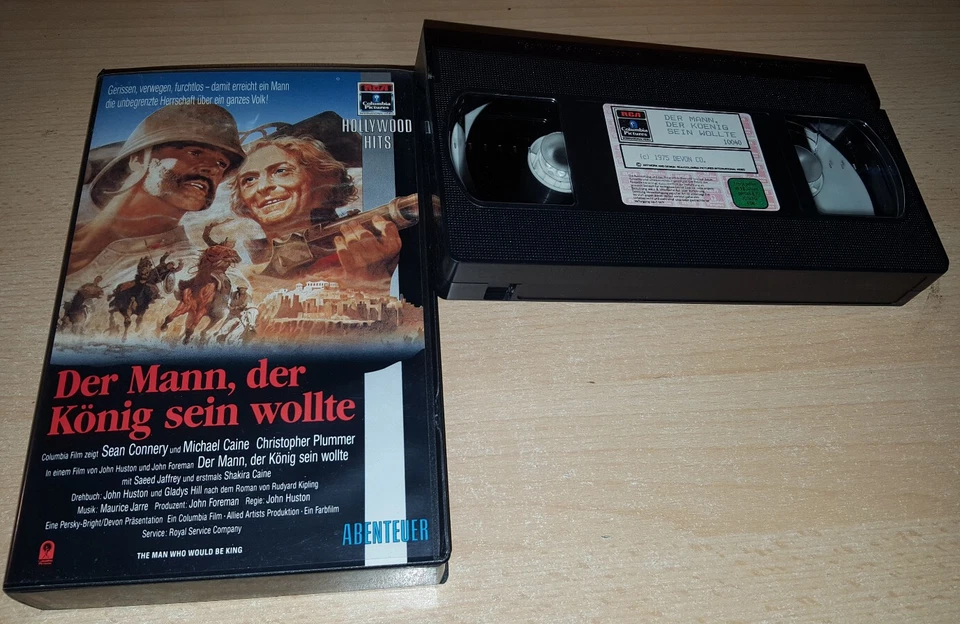 Gerissen, verwegen, furchtlos – damit erreicht ein Mann
die unbegrenzte Herrschaft über ein ganzes Volk!
RCA
Columbia
Pictures
HOLLYWOOD
HITS
Der Mann, der
König sein wollte
Columbia Film zeigt Sean Connery und Michael Caine Christopher Plummer
In einem Film von John Huston und John Foreman Der Mann, der König sein wollte
mit Saeed Jaffrey und erstmals Shakira Caine
Drehbuch: John Huston und Gladys Hill nach dem Roman von Rudyard Kipling
Musik: Maurice Jarre Produzent: John Foreman Regie: John Huston
Eine Persky-Bright/Devon Präsentation · Ein Columbia Film · Allied Artists Produktion · Ein Farbfilm
Service: Royal Service Company
THE MAN WHO WOULD BE KING
ABENTEUER
RCA
Columbia
Pictures
DER MANN,
DER KOENIG
SEIN WOLLTE
10040
(c) 1975 DEVON CO.